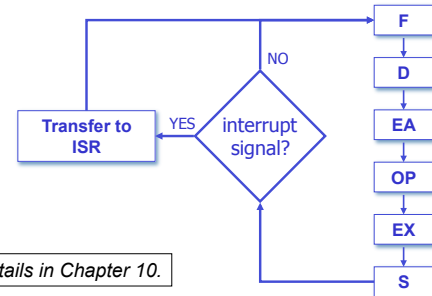 F
NO
D
Transfer to
ISR
YES
interrupt
signal?
EA
OP
EX
S
tails in Chapter 10.